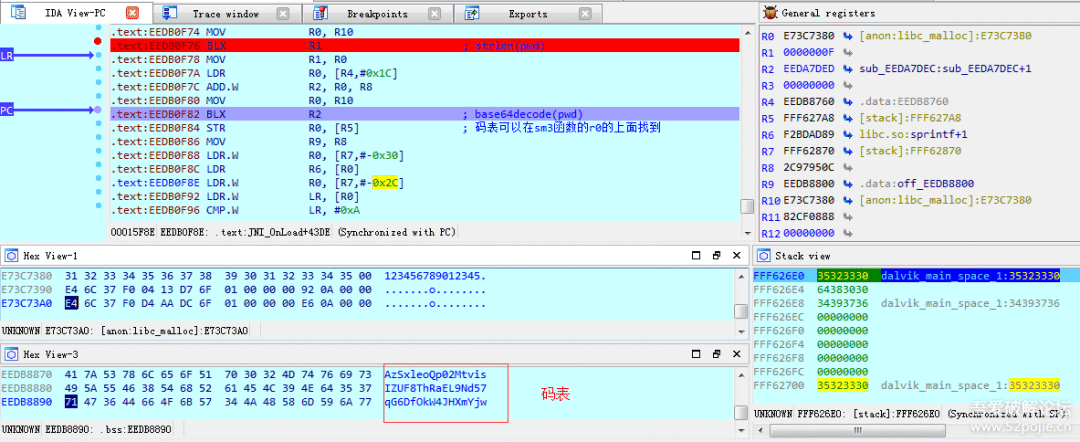 IDA View-PC
Trace window
Breakpoints
Exports
General registers
.text:EEDB0F74 MOV R0, R10
.text:EEDB0F76 BLX R1 ; strlen(pwd)
LR
.text:EEDB0F78 MOV R1, R0
.text:EEDB0F7A LDR R0, [R4,#0x1C]
.text:EEDB0F7C ADD.W R2, R0, R8
.text:EEDB0F80 MOV R0, R10
PC
.text:EEDB0F82 BLX R2 ; base64decode(pwd)
.text:EEDB0F84 STR R0, [R5] ; 码表可以在sm3函数的r0的上面找到
.text:EEDB0F86 MOV R9, R8
.text:EEDB0F88 LDR.W R0, [R7,#-0x30]
.text:EEDB0F8C LDR R6, [R0]
.text:EEDB0F8E LDR.W R0, [R7,#-0x2C]
.text:EEDB0F92 LDR.W LR, [R0]
.text:EEDB0F96 CMP.W LR, #0xA
00015F8E EEDB0F8E: .text:JNI_OnLoad+43DE (Synchronized with PC)
R0 E73C7380 [anon:libc_malloc]:E73C7380
R1 0000000F
R2 EEDA7DED sub_EEDA7DEC:sub_EEDA7DEC+1
R3 00000000
R4 EEDB8760 .data:EEDB8760
R5 FFF627A8 [stack]:FFF627A8
R6 F2BDAD89 libc.so:sprintf+1
R7 FFF62870 [stack]:FFF62870
R8 2C97950C
R9 EEDB8800 .data:off_EEDB8800
R10 E73C7380 [anon:libc_malloc]:E73C7380
R11 82CF0888
R12 00000000
Hex View-1
E73C7380 31 32 33 34 35 36 37 38 39 30 31 32 33 34 35 00 123456789012345.
E73C7390 E4 6C 37 F0 04 13 D7 6F 01 00 00 00 92 0A 00 00 .......o........
E73C73A0 E4 6C 37 F0 D4 AA DC 6F 01 00 00 00 E6 0A 00 00 .......o........
UNKNOWN E73C73A0: [anon:libc_malloc]:E73C73A0
Hex View-3
EEDB8870 41 7A 53 78 6C 65 6F 51 70 30 32 4D 74 76 69 73 AzSxleoQp02Mtvis
EEDB8880 49 5A 55 46 38 54 68 52 61 45 4C 39 4E 64 35 37 IZUF8ThRaEL9Nd57
EEDB8890 71 47 36 44 66 4F 6B 57 34 4A 48 58 6D 59 6A 77 qG6DfOkW4JHXmYjw
码表
UNKNOWN EEDB8890: .bss:EEDB8890
Stack view
FFF626E0 35323330 dalvik_main_space_1:35323330
FFF626E4 64383030
FFF626E8 34393736 dalvik_main_space_1:34393736
FFF626EC 00000000
FFF626F0 00000000
FFF626F4 00000000
FFF626F8 00000000
FFF626FC 00000000
FFF62700 35323330 dalvik_main_space_1:35323330
UNKNOWN FFF626E0: [stack]:FFF626E0 (Synchronized with SP)
吾爱破解论坛
www.52pojie.cn